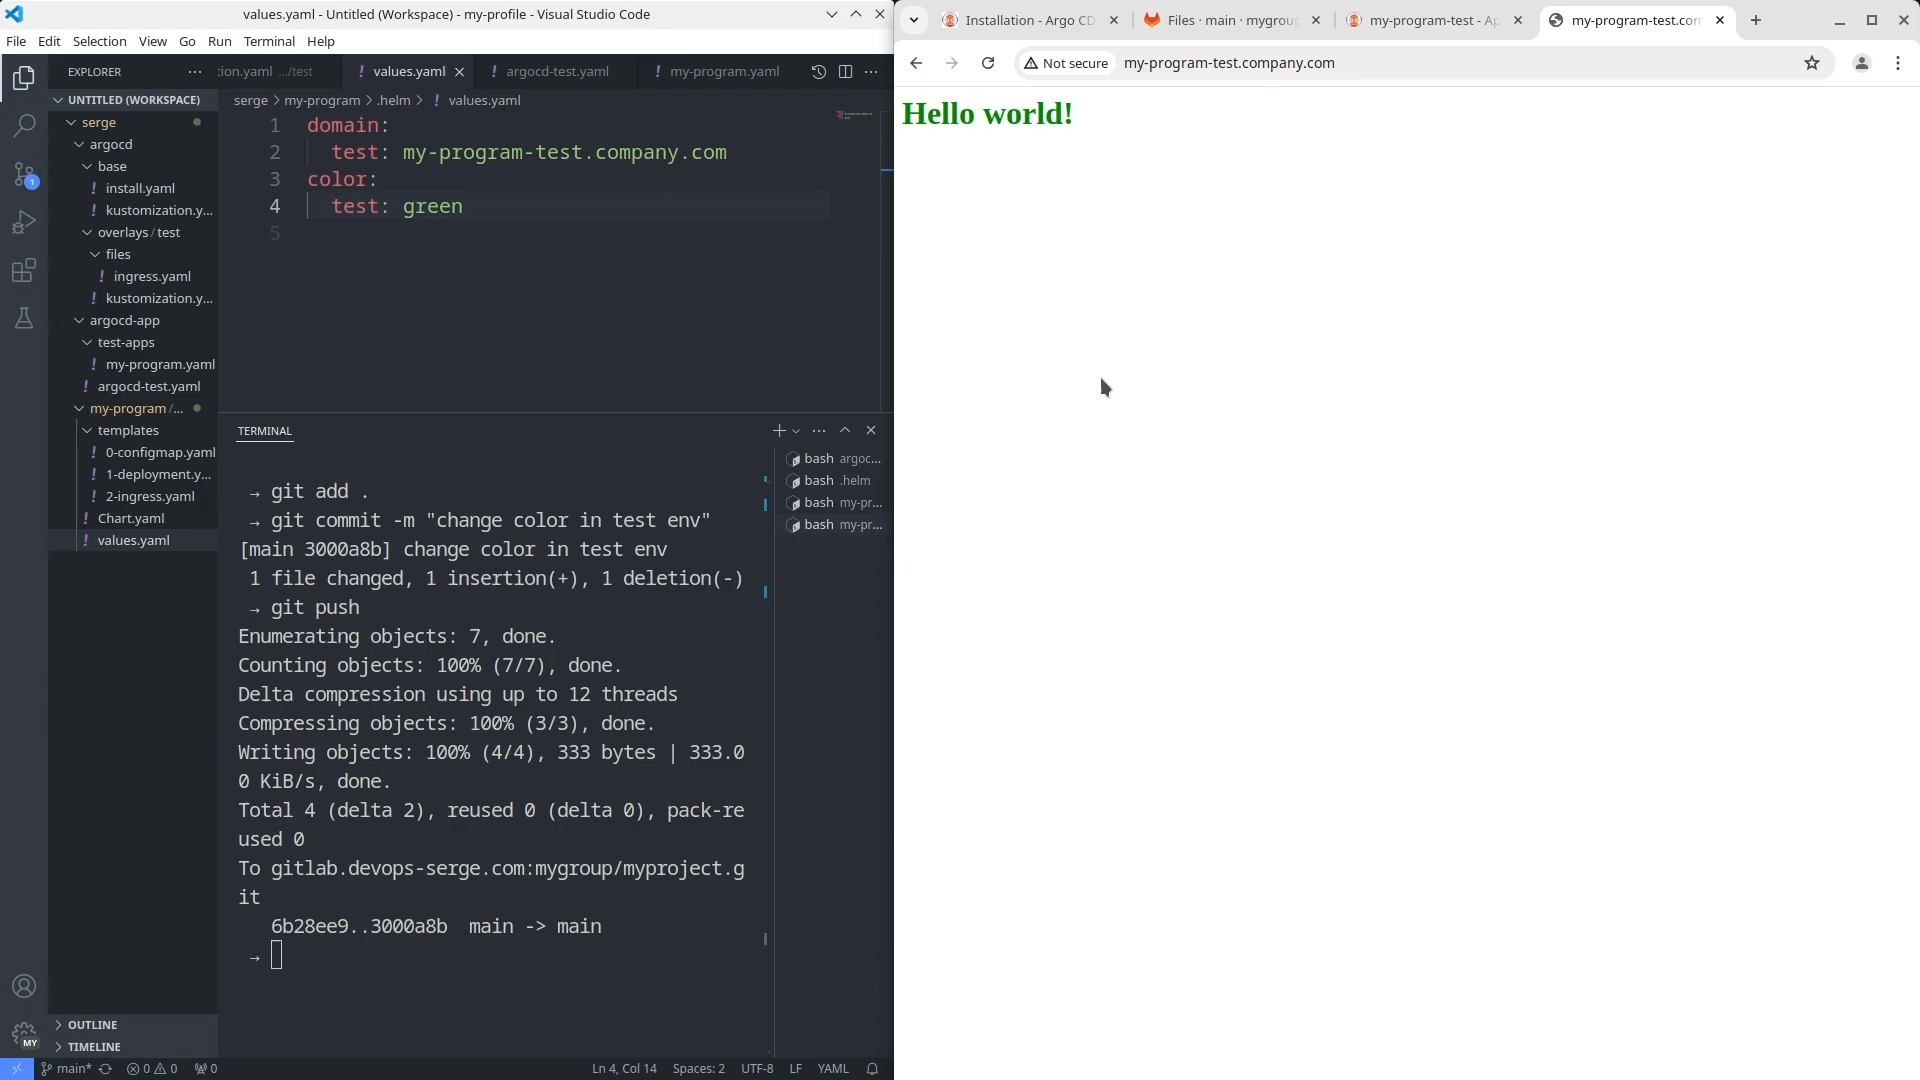 values.yaml - Untitled (Workspace) - my-profile - Visual Studio Code
File Edit Selection View Go Run Terminal Help
EXPLORER
UNTITLED (WORKSPACE)
serge
argocd
base
install.yaml
kustomization.y...
overlays / test
files
ingress.yaml
kustomization.y...
argocd-app
test-apps
my-program.yaml
argocd-test.yaml
my-program /...
templates
0-configmap.yaml
1-deployment.y...
2-ingress.yaml
Chart.yaml
values.yaml
OUTLINE
TIMELINE
1
MY
tion.yaml .../test
! values.yaml
! argocd-test.yaml
! my-program.yaml
serge > my-program > .helm > ! values.yaml
1 domain:
2 test: my-program-test.company.com
3 color:
4 test: green
5
TERMINAL
→ git add .
→ git commit -m "change color in test env"
[main 3000a8b] change color in test env
1 file changed, 1 insertion(+), 1 deletion(-)
→ git push
Enumerating objects: 7, done.
Counting objects: 100% (7/7), done.
Delta compression using up to 12 threads
Compressing objects: 100% (3/3), done.
Writing objects: 100% (4/4), 333 bytes | 333.0
0 KiB/s, done.
Total 4 (delta 2), reused 0 (delta 0), pack-re
used 0
To gitlab.devops-serge.com:mygroup/myproject.g
it
6b28ee9..3000a8b main -> main
→
bash argoc...
bash .helm
bash my-pr...
bash my-pr...
main* 0 0 0
Ln 4, Col 14 Spaces: 2 UTF-8 LF YAML
Installation - Argo CD
Files · main · mygroup
my-program-test - Ap
my-program-test.com
Not secure my-program-test.company.com
Hello world!